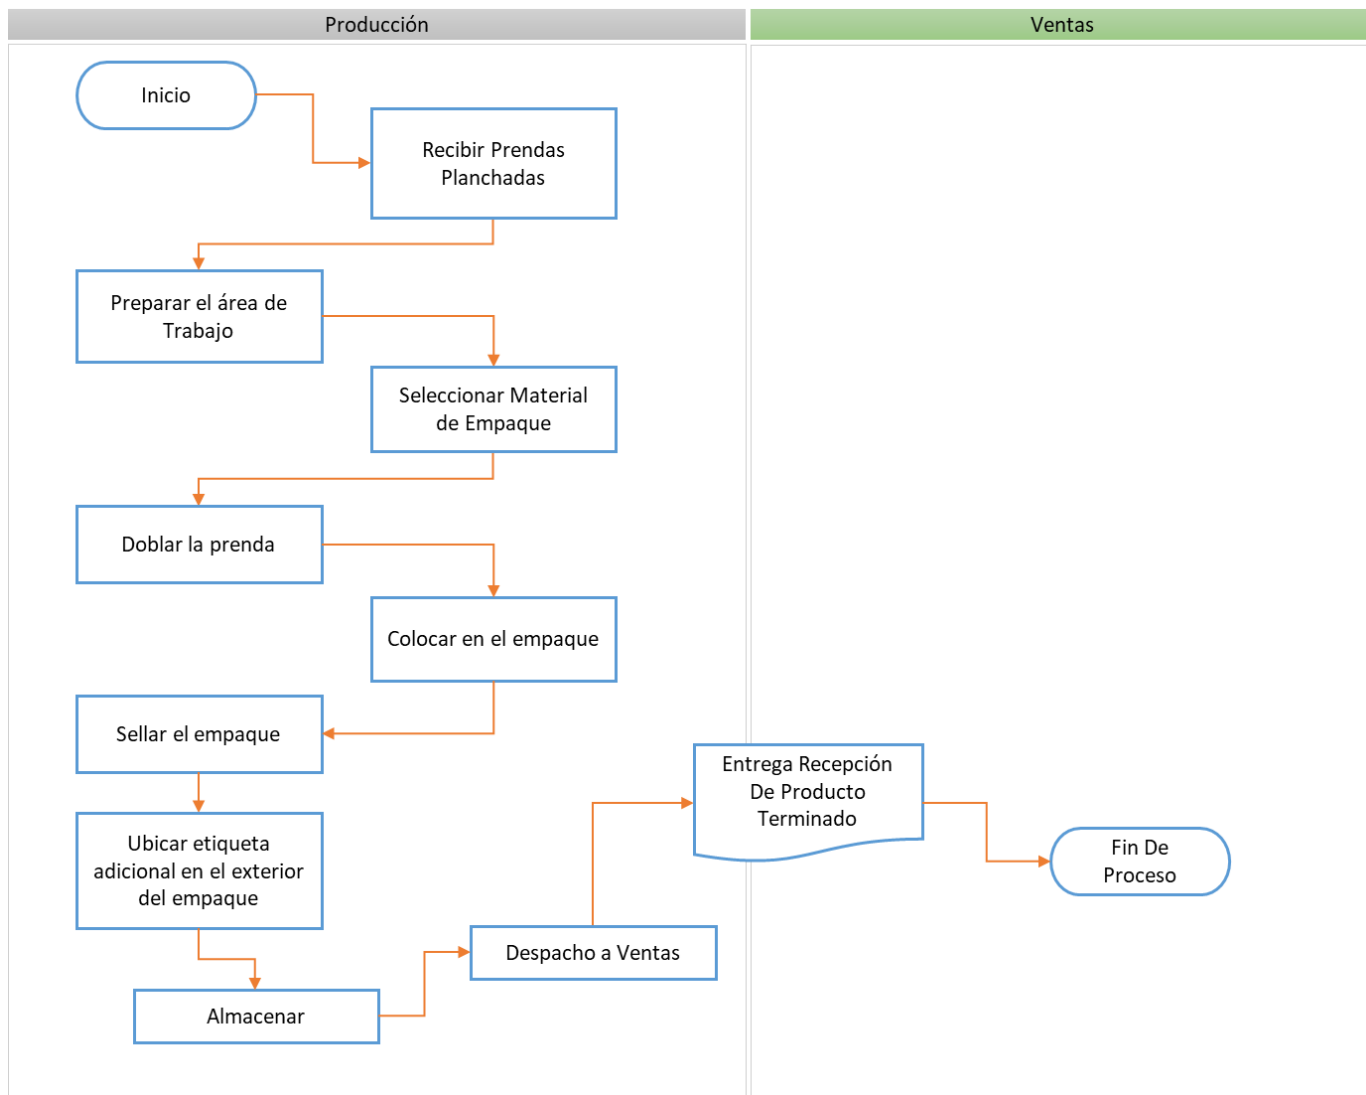 Producción
Ventas
Inicio
Recibir Prendas
Planchadas
Preparar el área de
Trabajo
Seleccionar Material
de Empaque
Doblar la prenda
Colocar en el empaque
Sellar el empaque
Ubicar etiqueta
adicional en el exterior
del empaque
Almacenar
Despacho a Ventas
Entrega Recepción
De Producto
Terminado
Fin De
Proceso